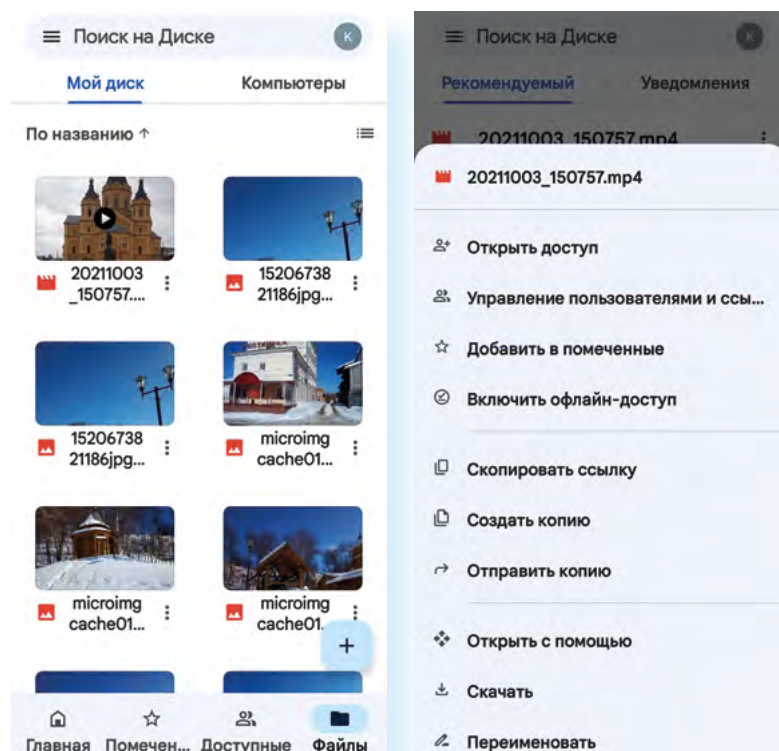 Поиск на Диске
K
Мой диск
Компьютеры
По названию ↑
20211003
_150757....
15206738
21186jpg...
15206738
21186jpg...
microimg
cache01...
microimg
cache01...
microimg
cache01.
+
Главная
Помечен...
Доступные
Файлы
Поиск на Диске
K
Рекомендуемый
Уведомления
20211003_150757.mp4
20211003_150757.mp4
Открыть доступ
Управление пользователями и ссы...
Добавить в помеченные
Включить офлайн-доступ
Скопировать ссылку
Создать копию
Отправить копию
Открыть с помощью
Скачать
Переименовать